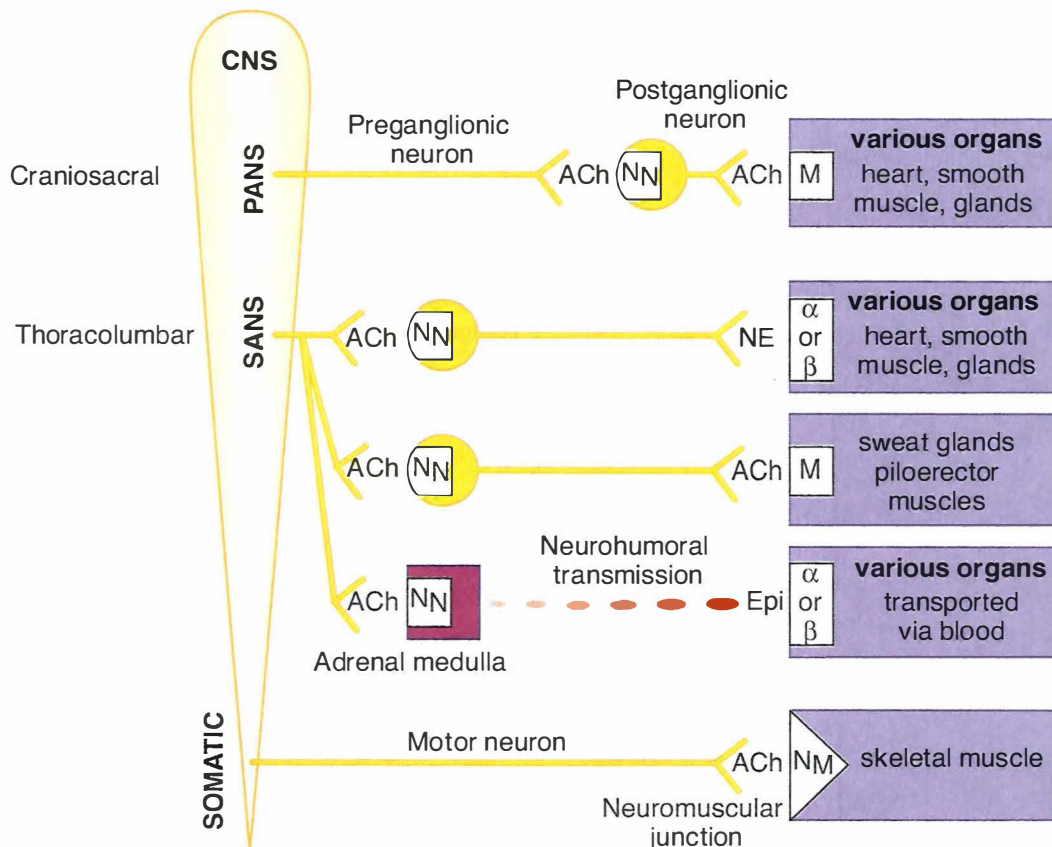 CNS
PANS
SANS
SOMATIC
Craniosacral
Preganglionic
neuron
ACh
NN
Postganglionic
neuron
ACh
M
various organs
heart, smooth
muscle, glands
Thoracolumbar
ACh
NN
NE
α
or
β
various organs
heart, smooth
muscle, glands
ACh
NN
ACh
M
sweat glands
piloerector
muscles
ACh
NN
Adrenal medulla
Neurohumoral
transmission
Epi
α
or
β
various organs
transported
via blood
Motor neuron
ACh
NM
Neuromuscular
junction
skeletal muscle